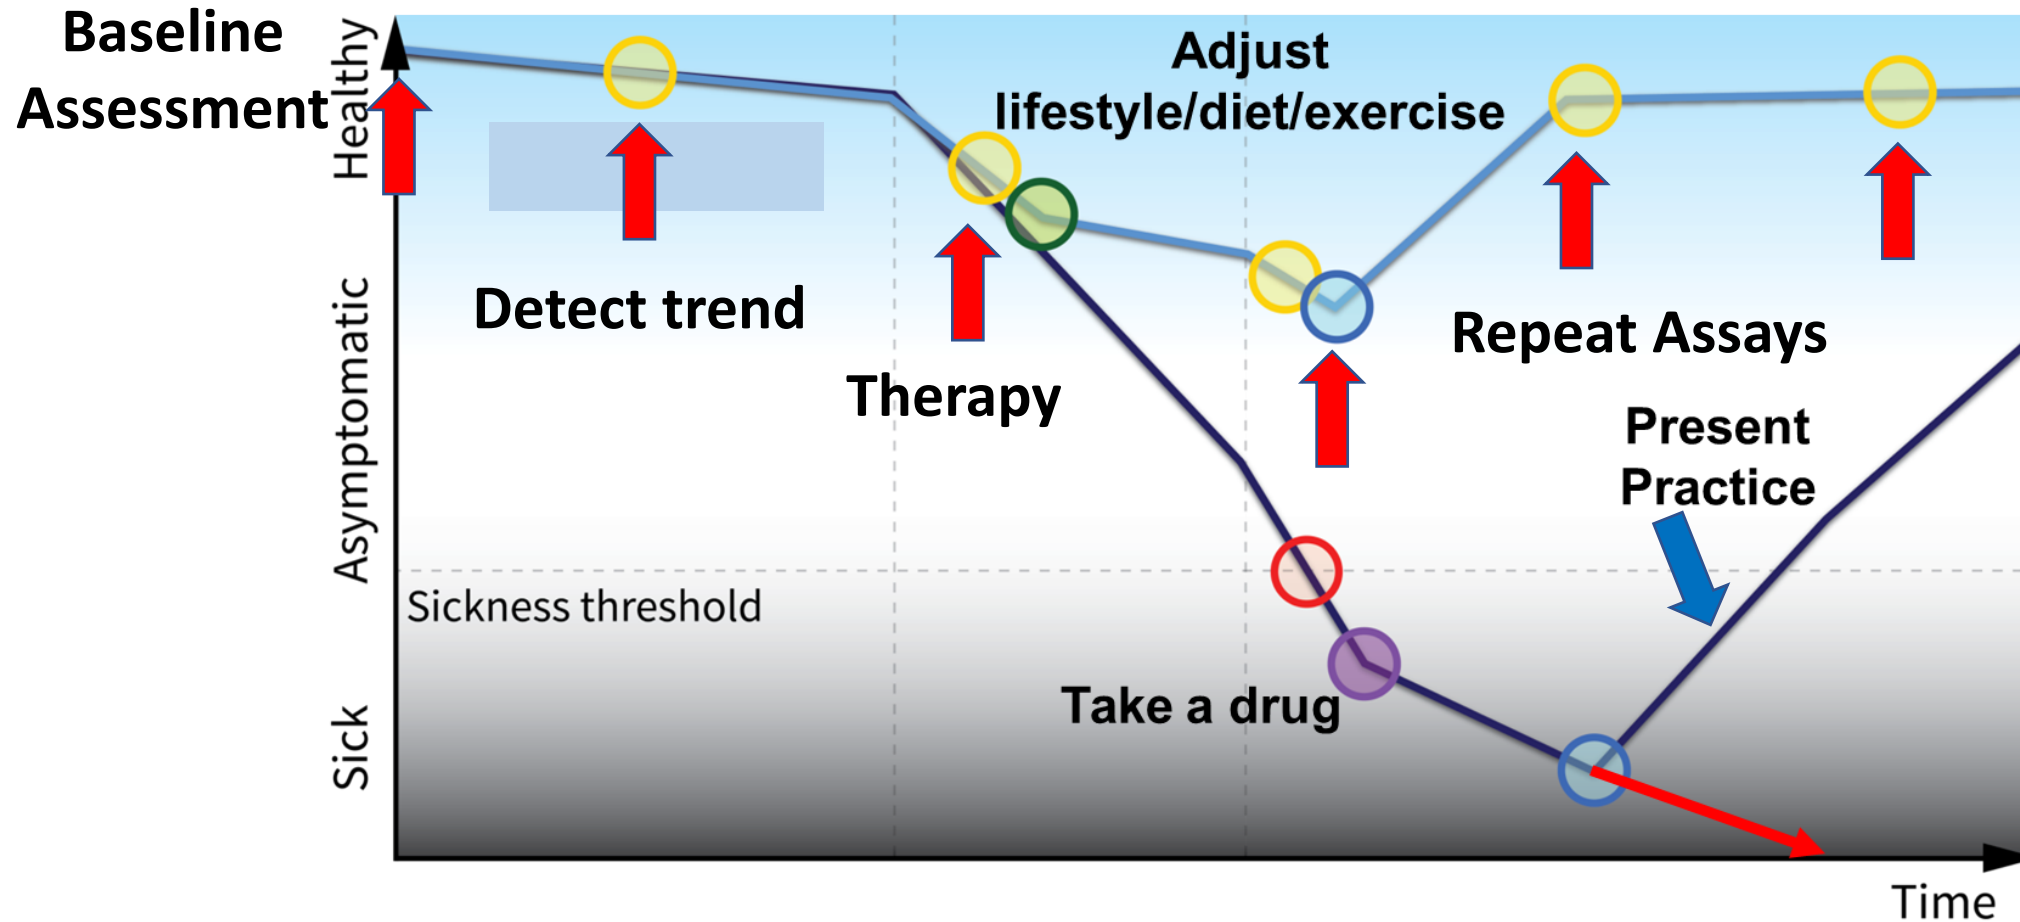 Baseline
Assessment
Healthy
Asymptomatic
Sick
Adjust
lifestyle/diet/exercise
Detect trend
Therapy
Repeat Assays
Present
Practice
Sickness threshold
Take a drug
Time